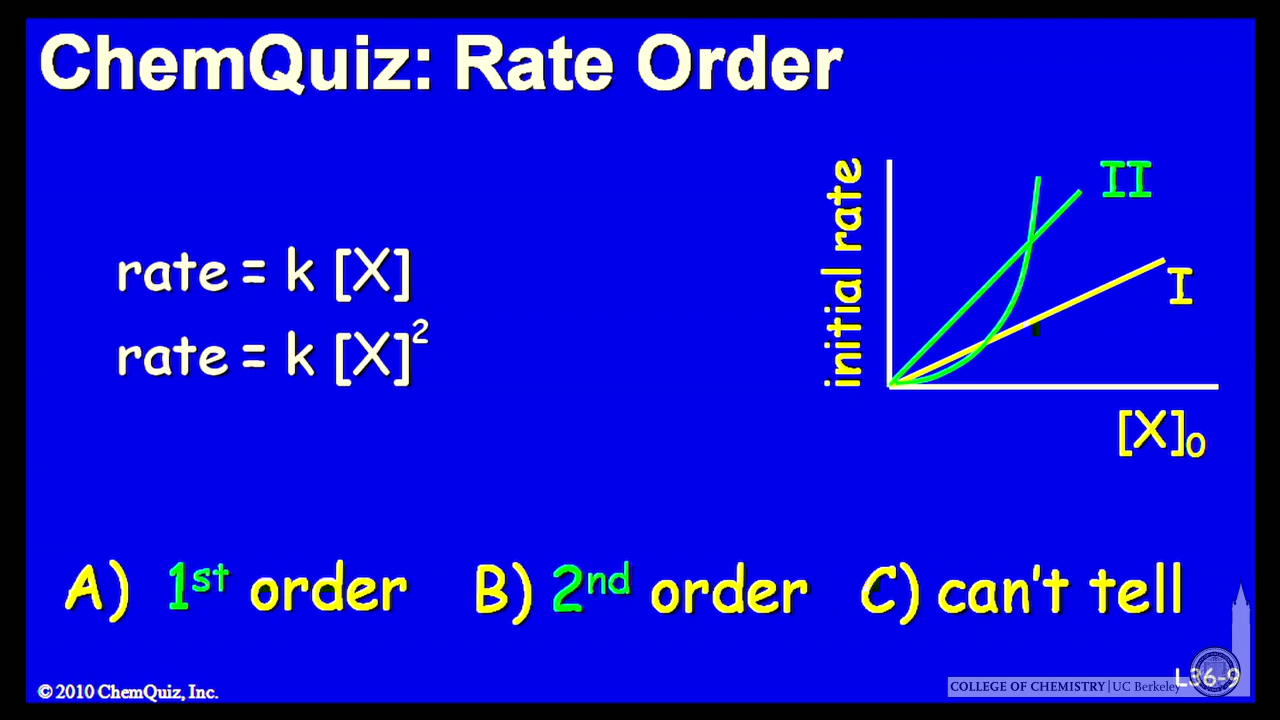 ChemQuiz: Rate Order
rate = k [X]
rate = k [X]²
initial rate
II
I
[X]₀
A) 1st order B) 2nd order C) can't tell
© 2010 ChemQuiz, Inc.
COLLEGE OF CHEMISTRY | UC Berkeley
L36-9